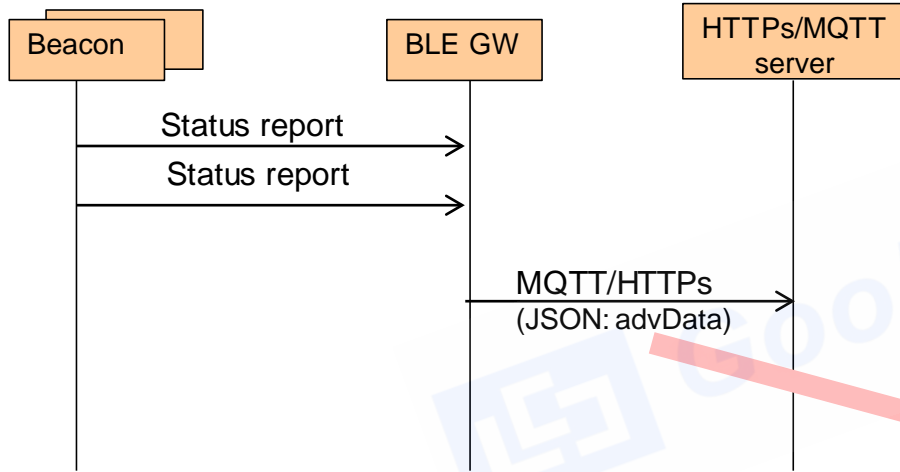 Beacon
BLE GW
HTTPs/MQTT
server
Status report
Status report
MQTT/HTTPs
(JSON: advData)